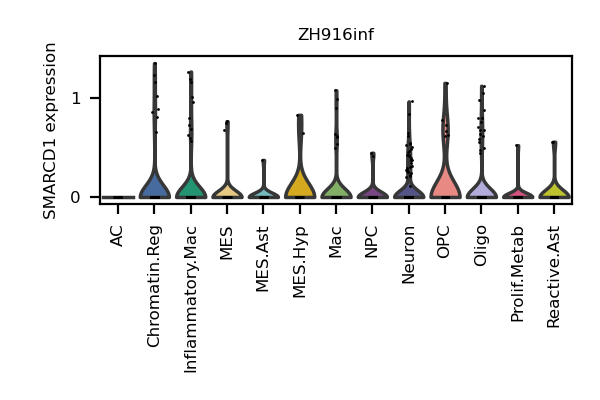 ZH916inf
SMARCD1 expression
1
0
AC
Chromatin.Reg
Inflammatory.Mac
MES
MES.Ast
MES.Hyp
Mac
NPC
Neuron
OPC
Oligo
Prolif.Metab
Reactive.Ast